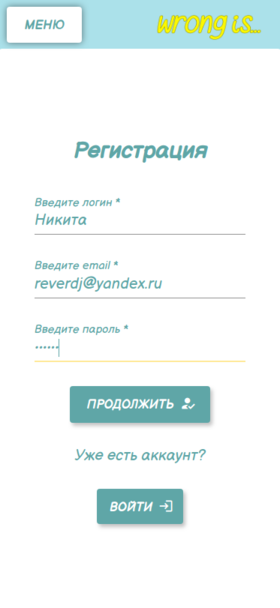 МЕНЮ
wrong is...
Регистрация
Введите логин *
Никита
Введите email *
reverdj@yandex.ru
Введите пароль *
••••••
ПРОДОЛЖИТЬ
Уже есть аккаунт?
ВОЙТИ